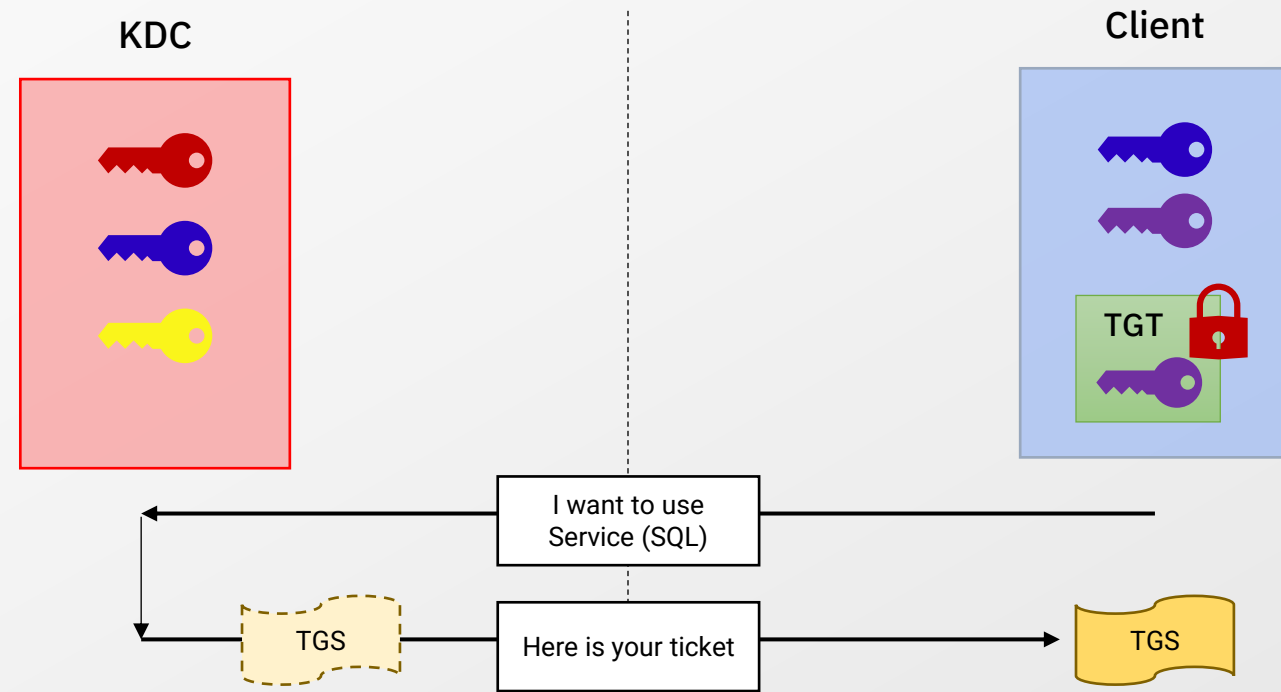 KDC
Client
TGT
I want to use
Service (SQL)
TGS
Here is your ticket
TGS